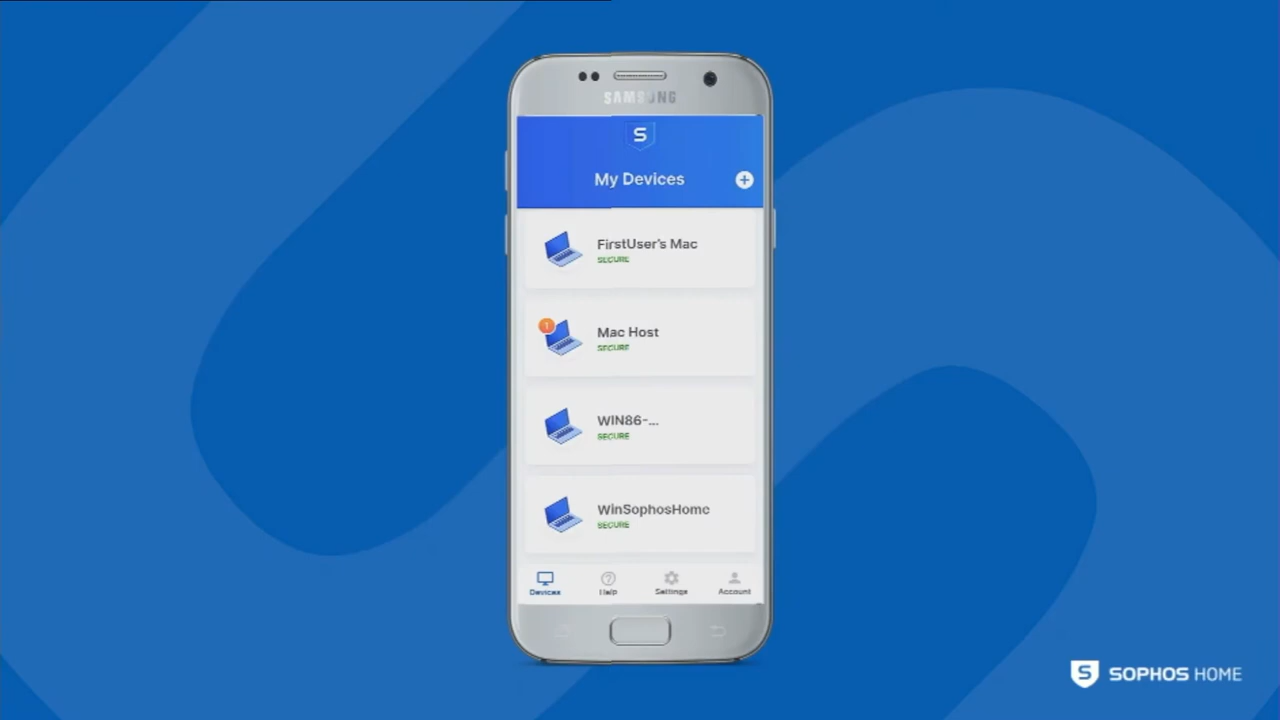 SAMSUNG
S
My Devices
FirstUser's Mac
SECURE
1
Mac Host
SECURE
WIN86-...
SECURE
WinSophosHome
SECURE
Devices
Help
Settings
Account
S SOPHOS HOME